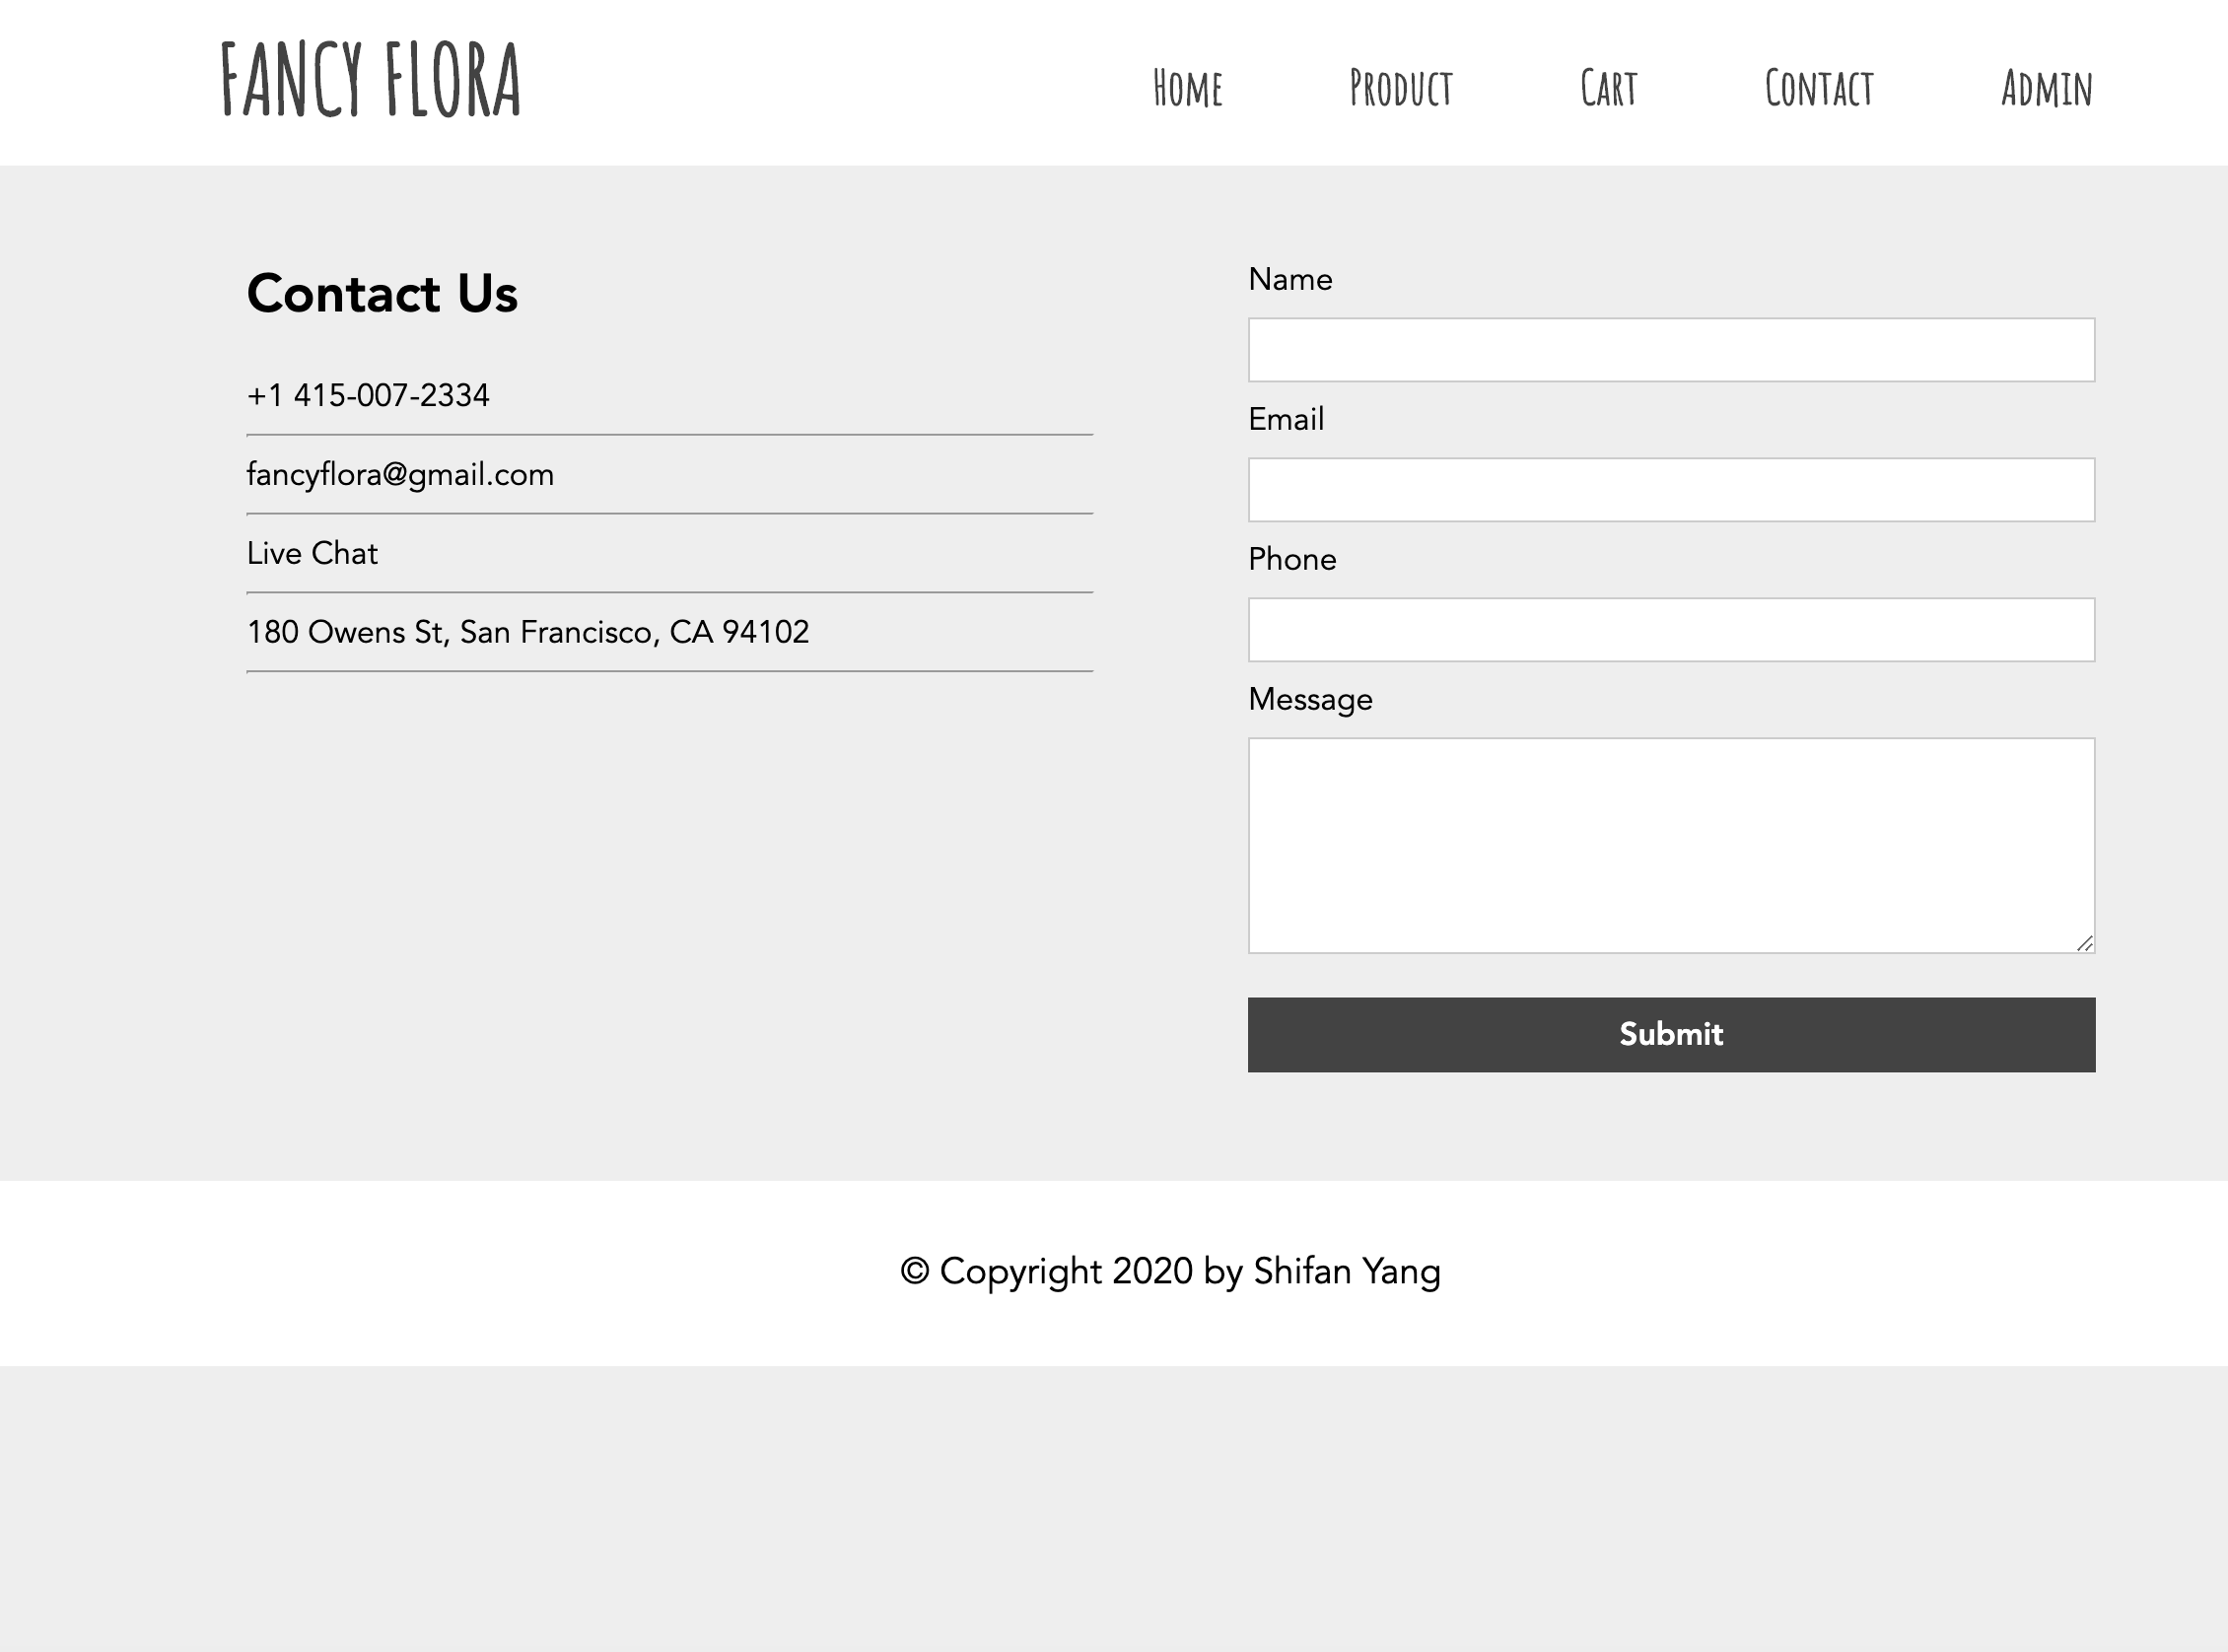 FANCY FLORA
Home Product Cart Contact Admin
Contact Us
+1 415-007-2334
fancyflora@gmail.com
Live Chat
180 Owens St, San Francisco, CA 94102
Name
Email
Phone
Message
Submit
© Copyright 2020 by Shifan Yang